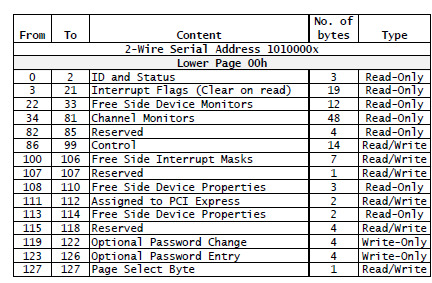 From To Content No. of bytes Type
2-Wire Serial Address 1010000x
Lower Page 00h
0 2 ID and Status 3 Read-Only
3 21 Interrupt Flags (Clear on read) 19 Read-Only
22 33 Free Side Device Monitors 12 Read-Only
34 81 Channel Monitors 48 Read-Only
82 85 Reserved 4 Read-Only
86 99 Control 14 Read/Write
100 106 Free Side Interrupt Masks 7 Read/Write
107 107 Reserved 1 Read/Write
108 110 Free Side Device Properties 3 Read-Only
111 112 Assigned to PCI Express 2 Read/Write
113 114 Free Side Device Properties 2 Read-Only
115 118 Reserved 4 Read/Write
119 122 Optional Password Change 4 Write-Only
123 126 Optional Password Entry 4 Write-Only
127 127 Page Select Byte 1 Read/Write